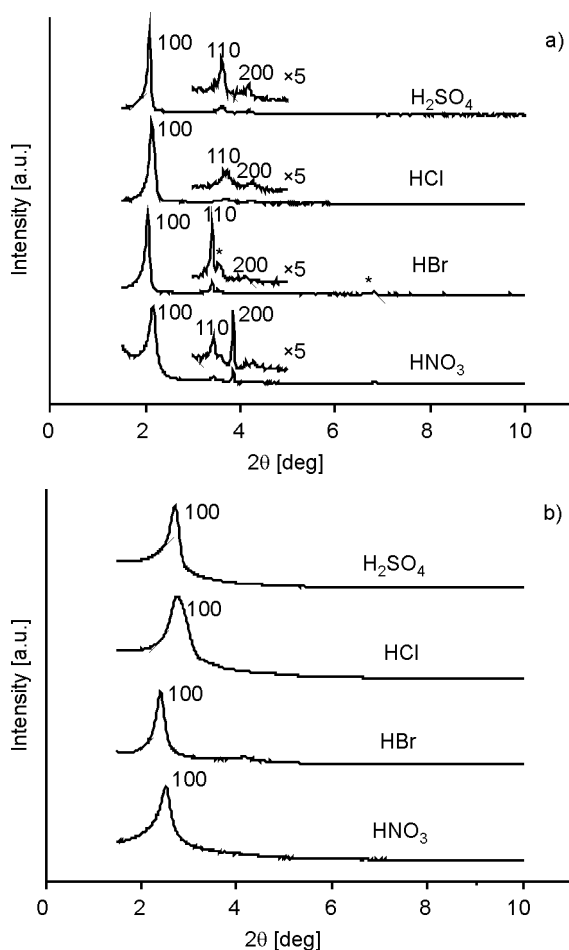 a)
100
110
200
×5
H₂SO₄
100
110
200
×5
HCl
100
110
*
200
×5
HBr
*
100
110
200
×5
HNO₃
Intensity [a.u.]
0 2 4 6 8 10
2θ [deg]
b)
100
H₂SO₄
100
HCl
100
HBr
100
HNO₃
Intensity [a.u.]
0 2 4 6 8 10
2θ [deg]